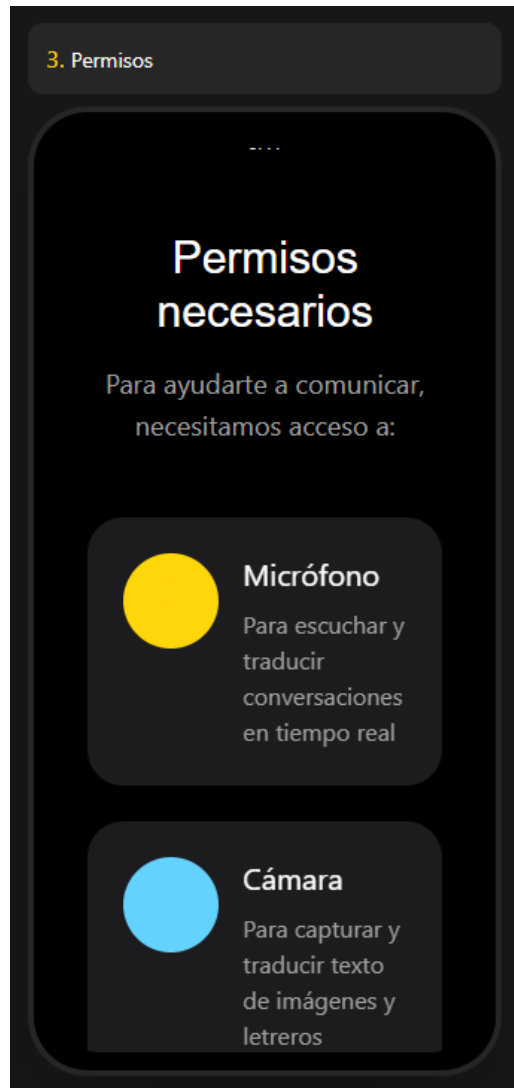 3. Permisos
Permisos
necesarios
Para ayudarte a comunicar,
necesitamos acceso a:
Micrófono
Para escuchar y
traducir
conversaciones
en tiempo real
Cámara
Para capturar y
traducir texto
de imágenes y
letreros